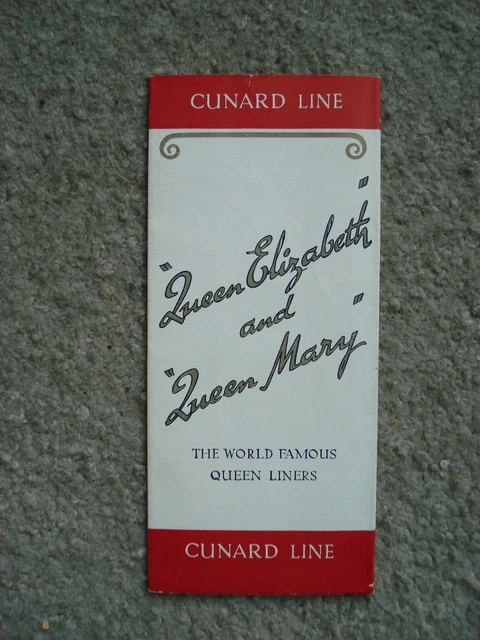 CUNARD LINE
"Queen Elizabeth"
and
"Queen Mary"
THE WORLD FAMOUS
QUEEN LINERS
CUNARD LINE